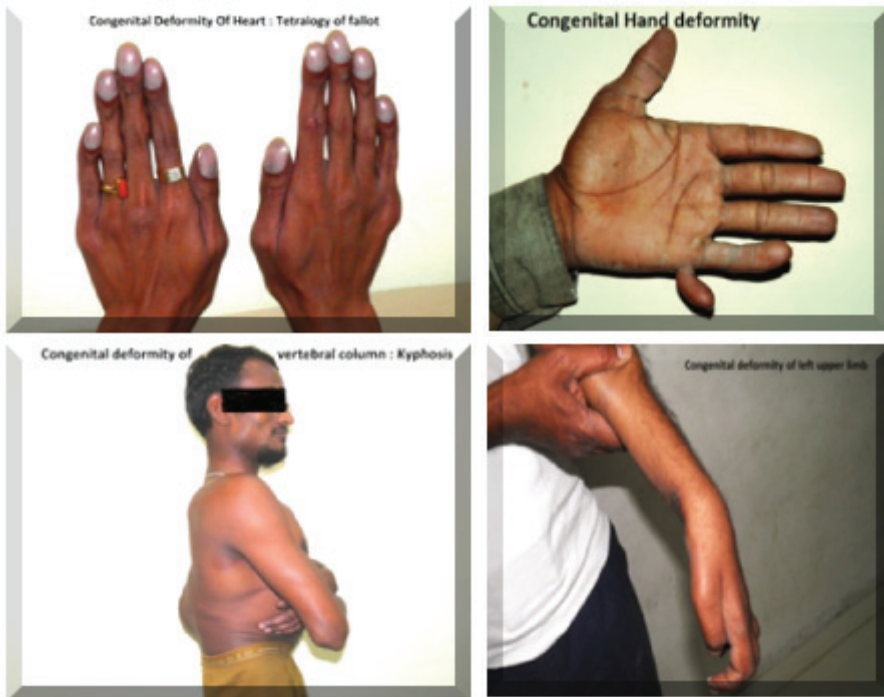 Congenital Deformity Of Heart : Tetralogy of fallot
Congenital Hand deformity
Congenital deformity of vertebral column : Kyphosis
Congenital deformity of left upper limb